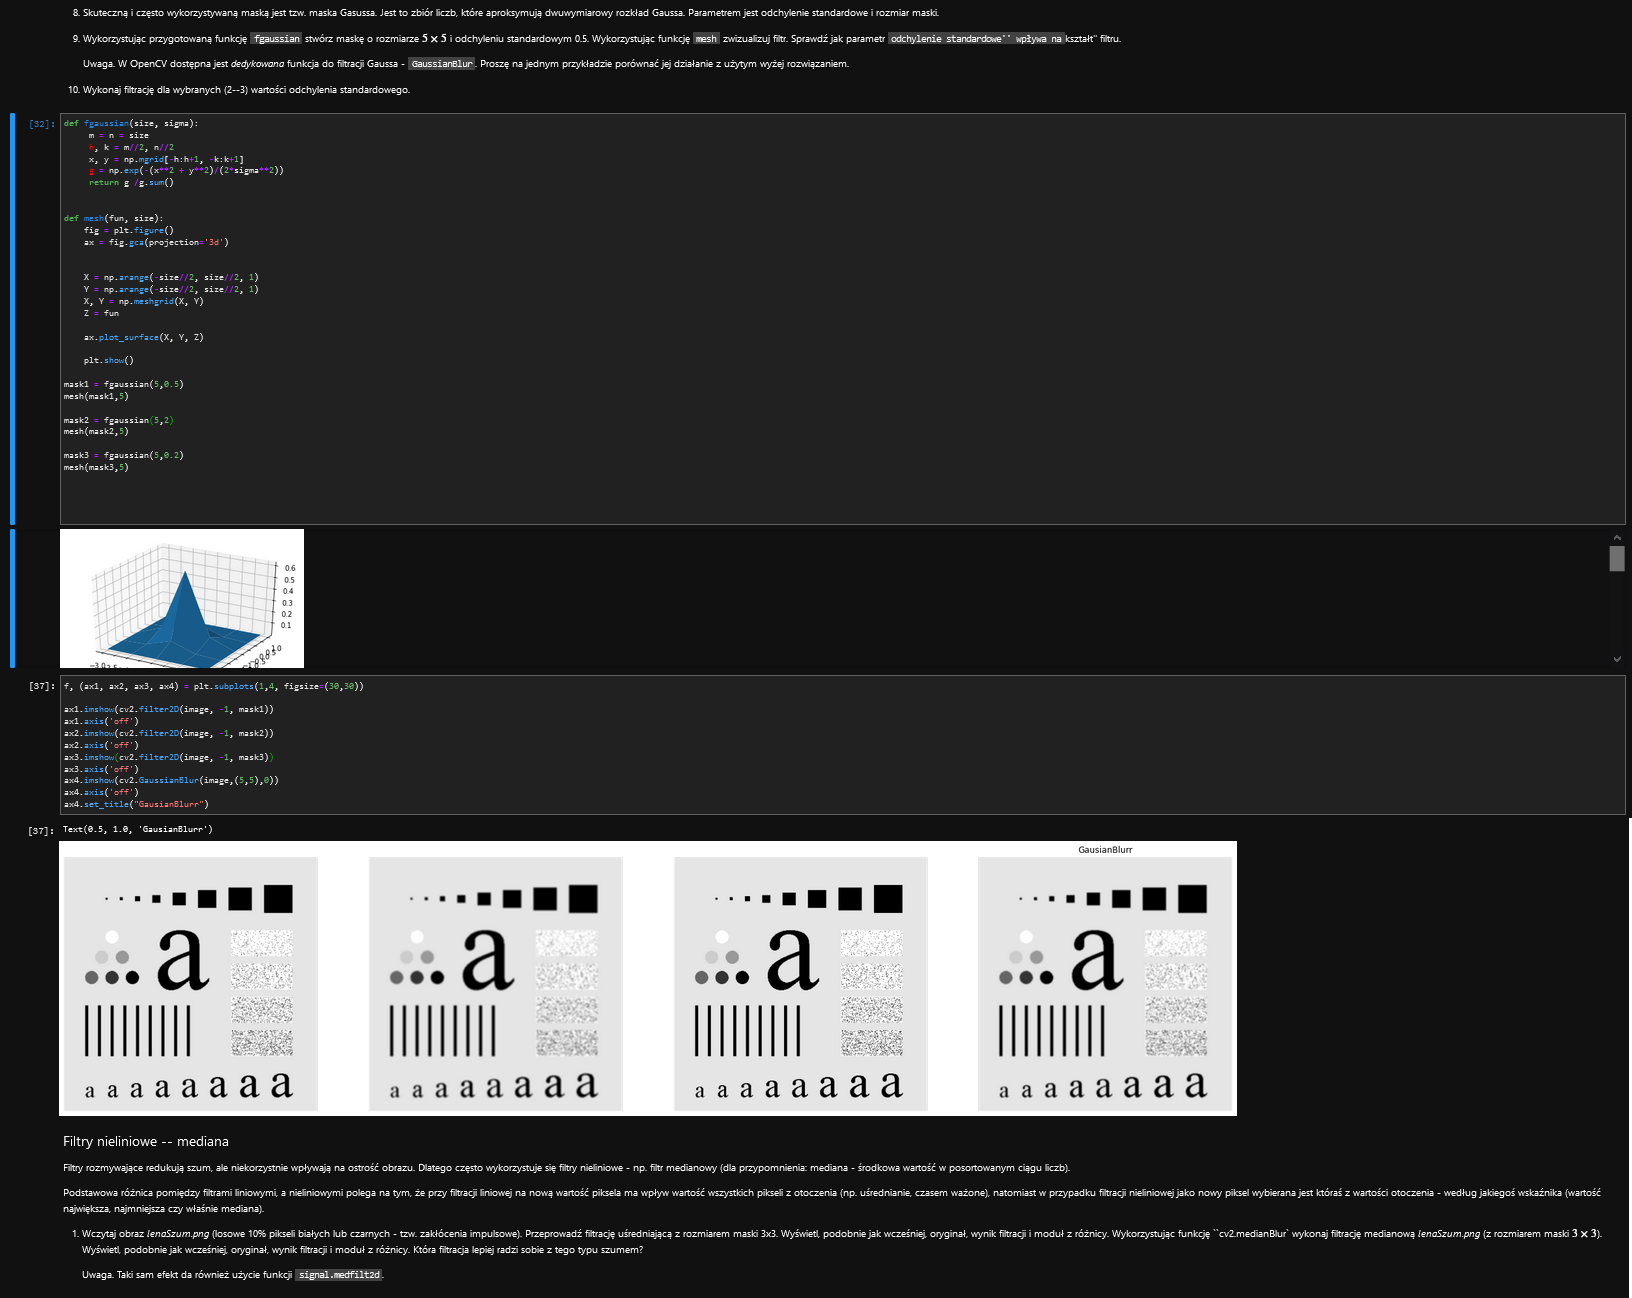 8. Skuteczną i często wykorzystywaną maską jest tzw. maska Gasussa. Jest to zbiór liczb, które aproksymują dwuwymiarowy rozkład Gaussa. Parametrem jest odchylenie standardowe i rozmiar maski.
9. Wykorzystując przygotowaną funkcję fgaussian stwórz maskę o rozmiarze 5 × 5 i odchyleniu standardowym 0.5. Wykorzystując funkcję mesh zwizualizuj filtr. Sprawdź jak parametr odchylenie standardowe'' wpływa na kształt" filtru.
Uwaga. W OpenCV dostępna jest dedykowana funkcja do filtracji Gaussa - GaussianBlur. Proszę na jednym przykładzie porównać jej działanie z użytym wyżej rozwiązaniem.
10. Wykonaj filtrację dla wybranych (2--3) wartości odchylenia standardowego.
[32]: def fgaussian(size, sigma):
m = n = size
h, k = m//2, n//2
x, y = np.mgrid[-h:h+1, -k:k+1]
g = np.exp(-(x**2 + y**2)/(2*sigma**2))
return g /g.sum()
def mesh(fun, size):
fig = plt.figure()
ax = fig.gca(projection='3d')
X = np.arange(-size//2, size//2, 1)
Y = np.arange(-size//2, size//2, 1)
X, Y = np.meshgrid(X, Y)
Z = fun
ax.plot_surface(X, Y, Z)
plt.show()
mask1 = fgaussian(5,0.5)
mesh(mask1,5)
mask2 = fgaussian(5,2)
mesh(mask2,5)
mask3 = fgaussian(5,0.2)
mesh(mask3,5)
0.6
0.5
0.4
0.3
0.2
0.1
1.0
0.5
0.0
-0.5
-3.0
[37]: f, (ax1, ax2, ax3, ax4) = plt.subplots(1,4, figsize=(30,30))
ax1.imshow(cv2.filter2D(image, -1, mask1))
ax1.axis('off')
ax2.imshow(cv2.filter2D(image, -1, mask2))
ax2.axis('off')
ax3.imshow(cv2.filter2D(image, -1, mask3))
ax3.axis('off')
ax4.imshow(cv2.GaussianBlur(image,(5,5),0))
ax4.axis('off')
ax4.set_title("GausianBlurr")
[37]: Text(0.5, 1.0, 'GausianBlurr')
GausianBlurr
a a a a
a a a a a a a a a a a a a a a a a a a a a a a a a a a a a a a a
Filtry nieliniowe -- mediana
Filtry rozmywające redukują szum, ale niekorzystnie wpływają na ostrość obrazu. Dlatego często wykorzystuje się filtry nieliniowe - np. filtr medianowy (dla przypomnienia: mediana - środkowa wartość w posortowanym ciągu liczb).
Podstawowa różnica pomiędzy filtrami liniowymi, a nieliniowymi polega na tym, że przy filtracji liniowej na nową wartość piksela ma wpływ wartość wszystkich pikseli z otoczenia (np. uśrednianie, czasem ważone), natomiast w przypadku filtracji nieliniowej jako nowy piksel wybierana jest któraś z wartości otoczenia - według jakiegoś wskaźnika (wartość
największa, najmniejsza czy właśnie mediana).
1. Wczytaj obraz lenaSzum.png (losowe 10% pikseli białych lub czarnych - tzw. zakłócenia impulsowe). Przeprowadź filtrację uśredniającą z rozmiarem maski 3x3. Wyświetl, podobnie jak wcześniej, oryginał, wynik filtracji i moduł z różnicy. Wykorzystując funkcję ``cv2.medianBlur` wykonaj filtrację medianową lenaSzum.png (z rozmiarem maski 3 × 3).
Wyświetl, podobnie jak wcześniej, oryginał, wynik filtracji i moduł z różnicy. Która filtracja lepiej radzi sobie z tego typu szumem?
Uwaga. Taki sam efekt da również użycie funkcji signal.medfilt2d.